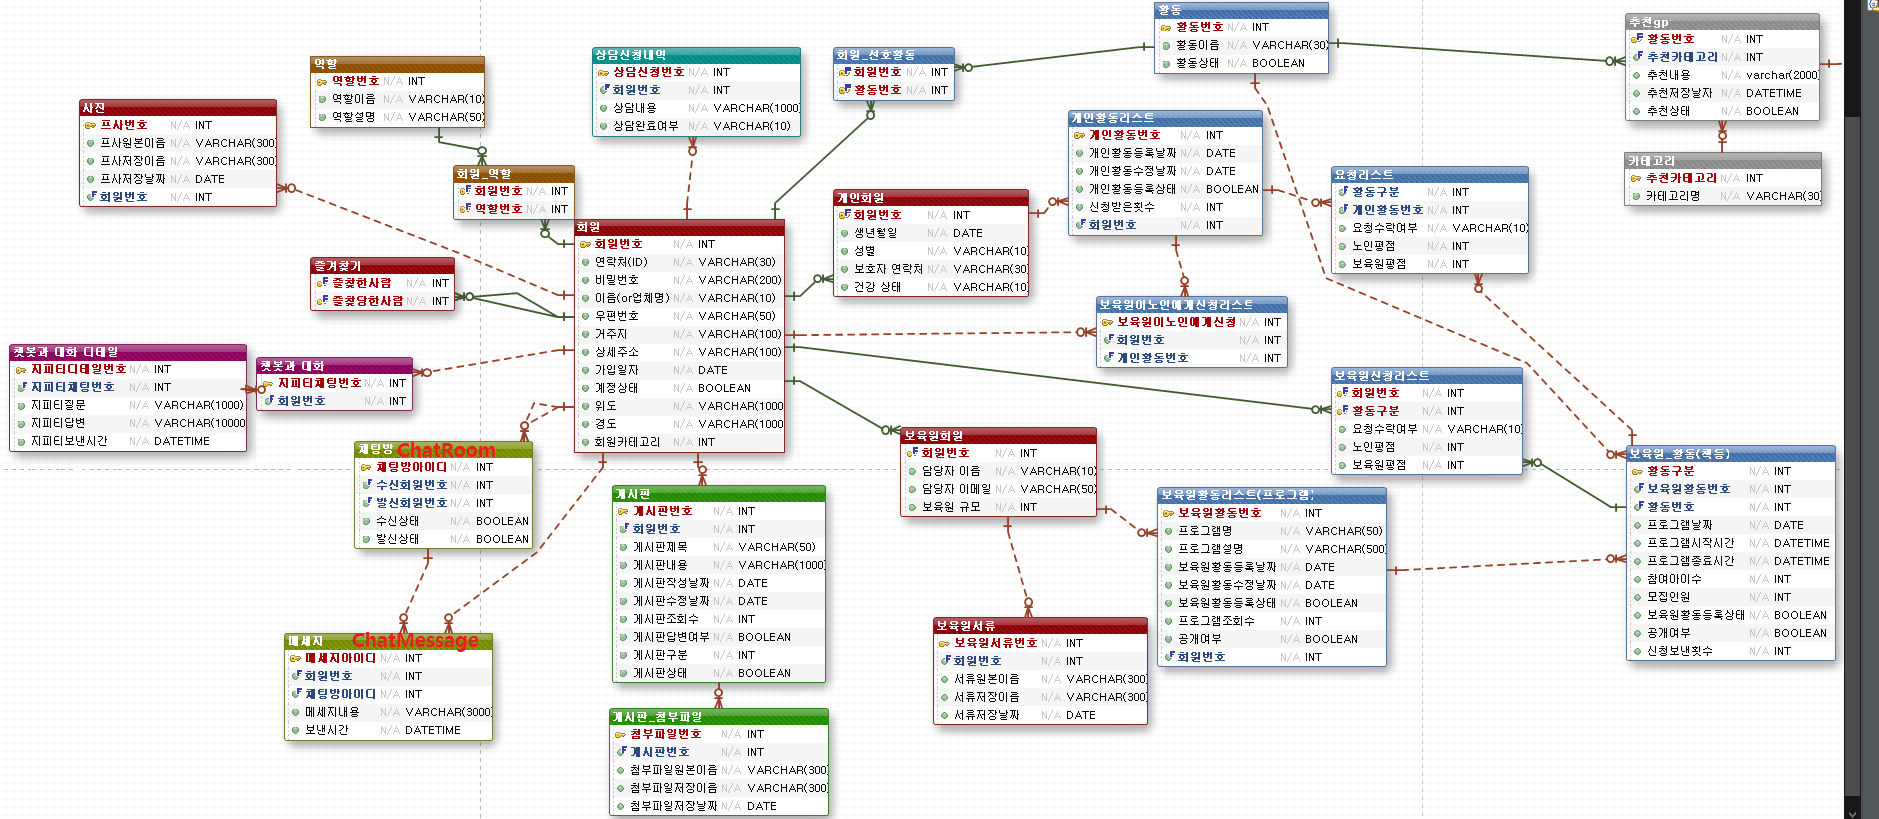 사진
프사번호 N/A INT
프사원본이음 N/A VARCHAR(300)
프사저장이음 N/A VARCHAR(300)
프사저장날짜 N/A DATE
회원번호 N/A INT
역할
역할번호 N/A INT
역할이음 N/A VARCHAR(10)
역할설명 N/A VARCHAR(50)
회원_역할
회원번호 N/A INT
역할번호 N/A INT
상담신청내역
상담신청번호 N/A INT
회원번호 N/A INT
상담내용 N/A VARCHAR(1000)
상담완료여부 N/A VARCHAR(10)
회원_선호활동
회원번호 N/A INT
활동번호 N/A INT
활동
활동번호 N/A INT
활동이음 N/A VARCHAR(30)
활동상태 N/A BOOLEAN
추천gp
활동번호 N/A INT
추천카테고리 N/A INT
추천내용 N/A varchar(2000)
추천저장날짜 N/A DATETIME
추천상태 N/A BOOLEAN
카테고리
추천카테고리 N/A INT
카테고리명 N/A VARCHAR(30)
즐겨찾기
즐찾한사람 N/A INT
즐찾당한사람 N/A INT
회원
회원번호 N/A INT
연락처(ID) N/A VARCHAR(30)
비밀번호 N/A VARCHAR(200)
이음(or업체명) N/A VARCHAR(10)
우편번호 N/A VARCHAR(50)
거주지 N/A VARCHAR(100)
상세주소 N/A VARCHAR(100)
가입일자 N/A DATE
계정상태 N/A BOOLEAN
위도 N/A VARCHAR(1000
경도 N/A VARCHAR(1000
회원카테고리 N/A INT
개인회원
회원번호 N/A INT
생년월일 N/A DATE
성별 N/A VARCHAR(10)
보호자 연락처 N/A VARCHAR(30)
건강 상태 N/A VARCHAR(10)
개인활동리스트
개인활동번호 N/A INT
개인활동등록날짜 N/A DATE
개인활동수정날짜 N/A DATE
개인활동등록상태 N/A BOOLEAN
신청받은횟수 N/A INT
회원번호 N/A INT
요청리스트
활동구분 N/A INT
개인활동번호 N/A INT
요청수락여부 N/A VARCHAR(10)
노인평점 N/A INT
보육원평점 N/A INT
보육원이노인에게신청리스트
보육원이노인에게신청 N/A INT
회원번호 N/A INT
개인활동번호 N/A INT
보육원신청리스트
회원번호 N/A INT
활동구분 N/A INT
요청수락여부 N/A VARCHAR(10)
노인평점 N/A INT
보육원평점 N/A INT
챗봇과 대화 디테일
지피티디테일번호 N/A INT
지피티채팅번호 N/A INT
지피티질문 N/A VARCHAR(1000)
지피티답변 N/A VARCHAR(10000
지피티보낸시간 N/A DATETIME
챗봇과 대화
지피티채팅번호 N/A INT
회원번호 N/A INT
채팅방 ChatRoom
채팅방아이디 N/A INT
수신회원번호 N/A INT
발신회원번호 N/A INT
수신상태 N/A BOOLEAN
발신상태 N/A BOOLEAN
메세지 ChatMessage
메세지아이디 N/A INT
회원번호 N/A INT
채팅방아이디 N/A INT
메세지내용 N/A VARCHAR(3000)
보낸시간 N/A DATETIME
게시판
게시판번호 N/A INT
회원번호 N/A INT
게시판제목 N/A VARCHAR(50)
게시판내용 N/A VARCHAR(1000)
게시판작성날짜 N/A DATE
게시판수정날짜 N/A DATE
게시판조회수 N/A INT
게시판답변여부 N/A BOOLEAN
게시판구분 N/A INT
게시판상태 N/A BOOLEAN
게시판_첨부파일
첨부파일번호 N/A INT
게시판번호 N/A INT
첨부파일원본이음 N/A VARCHAR(300)
첨부파일저장이음 N/A VARCHAR(300)
첨부파일저장날짜 N/A DATE
보육원회원
회원번호 N/A INT
담당자 이름 N/A VARCHAR(10)
담당자 이메일 N/A VARCHAR(50)
보육원 규모 N/A INT
보육원서류
보육원서류번호 N/A INT
회원번호 N/A INT
서류원본이음 N/A VARCHAR(300)
서류저장이음 N/A VARCHAR(300)
서류저장날짜 N/A DATE
보육원활동리스트(프로그램)
보육원활동번호 N/A INT
프로그램명 N/A VARCHAR(50)
프로그램설명 N/A VARCHAR(500)
보육원활동등록날짜 N/A DATE
보육원활동수정날짜 N/A DATE
보육원활동등록상태 N/A BOOLEAN
프로그램조회수 N/A INT
공개여부 N/A BOOLEAN
회원번호 N/A INT
보육원_활동(책등)
활동구분 N/A INT
보육원활동번호 N/A INT
활동번호 N/A INT
프로그램날짜 N/A DATE
프로그램시작시간 N/A DATETIME
프로그램종료시간 N/A DATETIME
참여아이수 N/A INT
모집인원 N/A INT
보육원활동등록상태 N/A BOOLEAN
공개여부 N/A BOOLEAN
신청보낸횟수 N/A INT